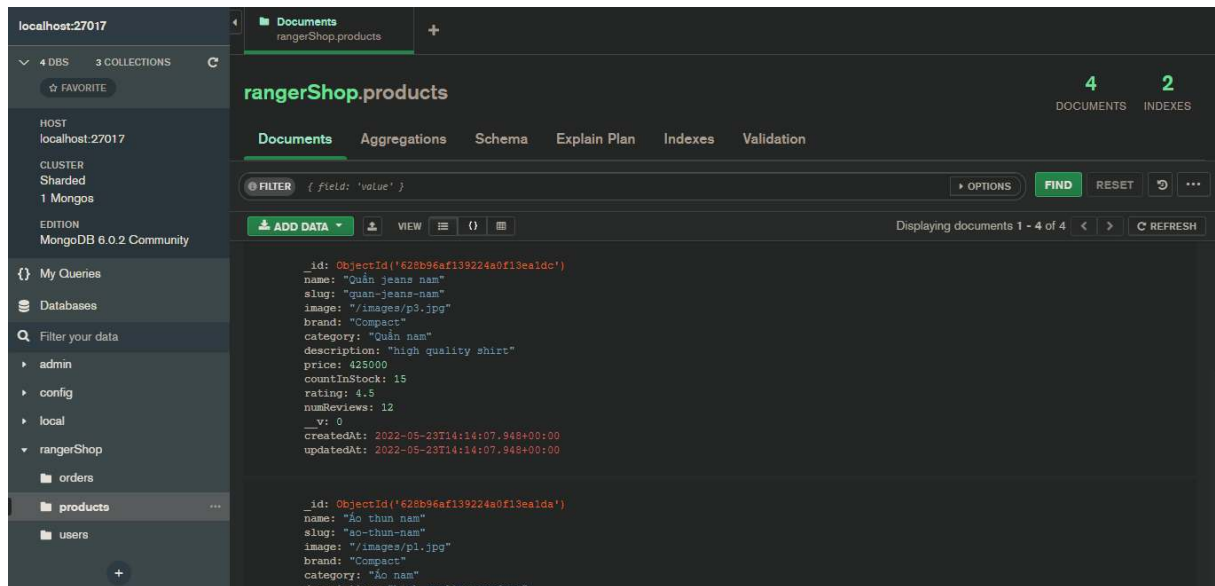 localhost:27017
4 DBS 3 COLLECTIONS
FAVORITE
HOST
localhost:27017
CLUSTER
Sharded
1 Mongos
EDITION
MongoDB 6.0.2 Community
{} My Queries
Databases
Filter your data
admin
config
local
rangerShop
orders
products
users
+
Documents
rangerShop.products
+
rangerShop.products
4
DOCUMENTS
2
INDEXES
Documents Aggregations Schema Explain Plan Indexes Validation
FILTER { field: 'value' } OPTIONS FIND RESET
ADD DATA VIEW {} Displaying documents 1 - 4 of 4 < > REFRESH
_id: ObjectId('628b96af139224a0f13ea1dc')
name: "Quần jeans nam"
slug: "quan-jeans-nam"
image: "/images/p3.jpg"
brand: "Compact"
category: "Quần nam"
description: "high quality shirt"
price: 425000
countInStock: 15
rating: 4.5
numReviews: 12
__v: 0
createdAt: 2022-05-23T14:14:07.948+00:00
updatedAt: 2022-05-23T14:14:07.948+00:00
_id: ObjectId('628b96af139224a0f13ea1da')
name: "Áo thun nam"
slug: "ao-thun-nam"
image: "/images/p1.jpg"
brand: "Compact"
category: "Áo nam"